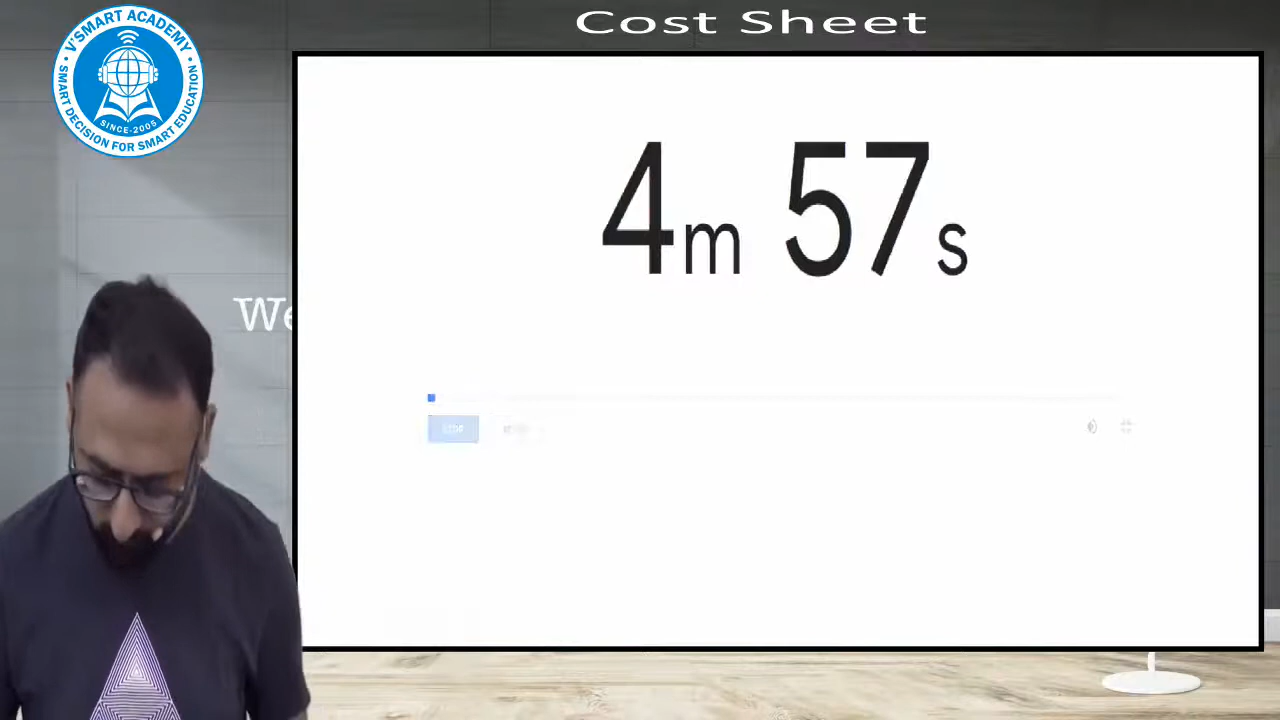 Cost Sheet
V'SMART ACADEMY
SMART DECISION FOR SMART EDUCATION
SINCE-2005
4m 57s
We